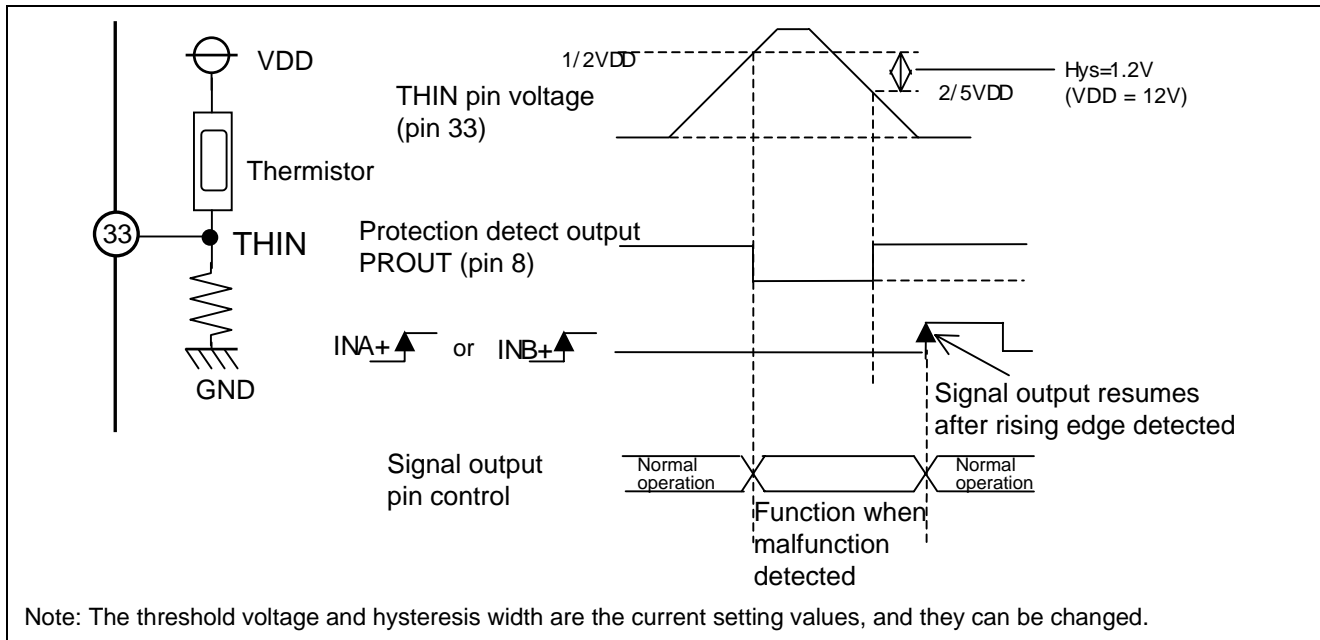 VDD
Thermistor
33
THIN
GND
1/2VDD
THIN pin voltage
(pin 33)
2/5VDD
Hys=1.2V
(VDD = 12V)
Protection detect output
PROUT (pin 8)
INA+ or INB+
Signal output resumes
after rising edge detected
Signal output
pin control
Normal
operation
Normal
operation
Function when
malfunction
detected
Note: The threshold voltage and hysteresis width are the current setting values, and they can be changed.